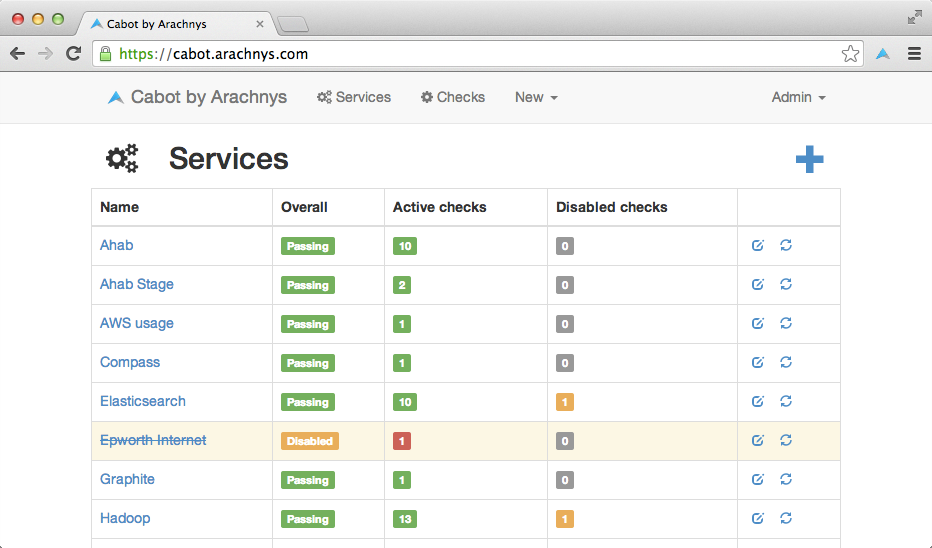 Cabot by Arachnys
https://cabot.arachnys.com
Cabot by Arachnys Services Checks New Admin
Services
Name Overall Active checks Disabled checks
Ahab Passing 10 0
Ahab Stage Passing 2 0
AWS usage Passing 1 0
Compass Passing 1 0
Elasticsearch Passing 10 1
Epworth Internet Disabled 1 0
Graphite Passing 1 0
Hadoop Passing 13 1